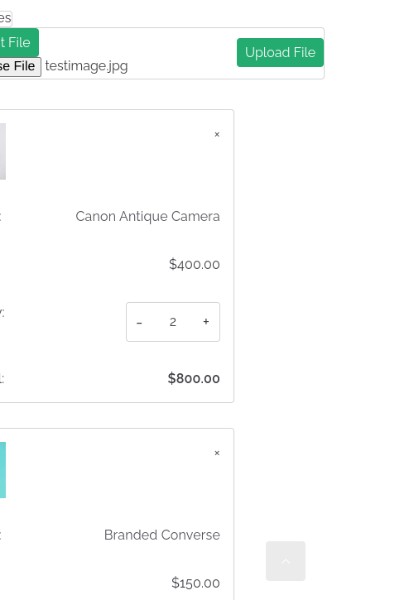 es
t File
Upload File
se File testimage.jpg
×
: Canon Antique Camera
$400.00
y:
- 2 +
l: $800.00
×
: Branded Converse
$150.00